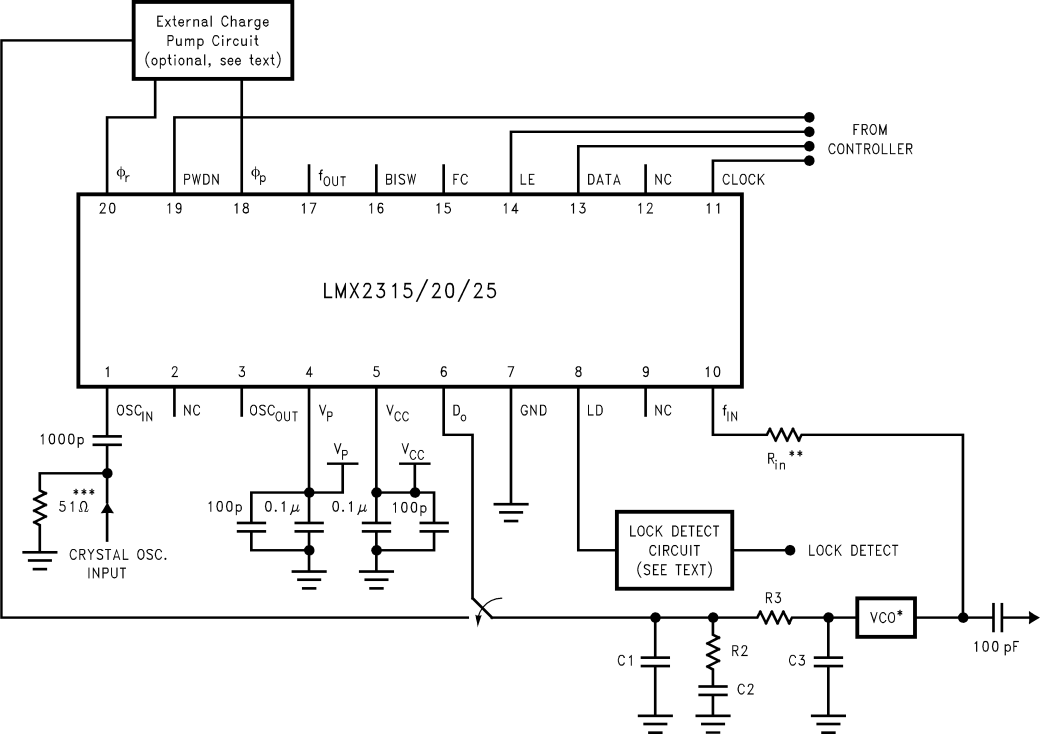 External Charge
Pump Circuit
(optional, see text)
FROM
CONTROLLER
ϕr
PWDN
ϕp
fOUT
BISW
FC
LE
DATA
NC
CLOCK
20
19
18
17
16
15
14
13
12
11
LMX2315/20/25
1
2
3
4
5
6
7
8
9
10
OSCIN
NC
OSCOUT
VP
VCC
Do
GND
LD
NC
fIN
1000p
VP
VCC
Rin**
51Ω***
100p
0.1μ
0.1μ
100p
CRYSTAL OSC.
INPUT
LOCK DETECT
CIRCUIT
(SEE TEXT)
LOCK DETECT
R3
VCO*
100 pF
C1
R2
C2
C3